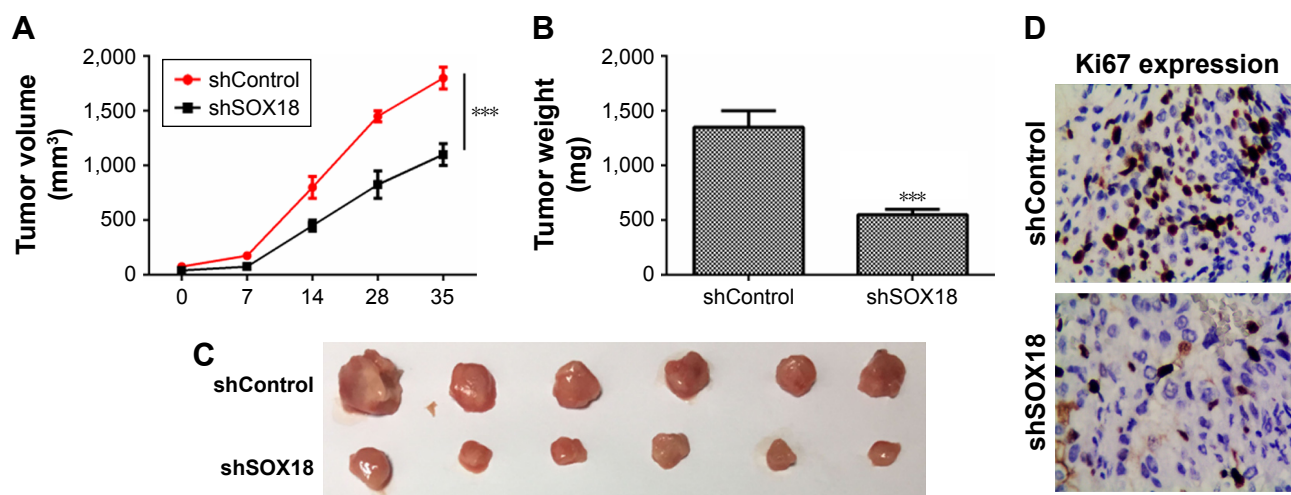 A
Tumor volume
(mm³)
2,000
1,500
1,000
500
0
shControl
shSOX18
***
0 7 14 28 35
B
Tumor weight
(mg)
2,000
1,500
1,000
500
0
***
shControl shSOX18
C
shControl
shSOX18
D
Ki67 expression
shControl
shSOX18